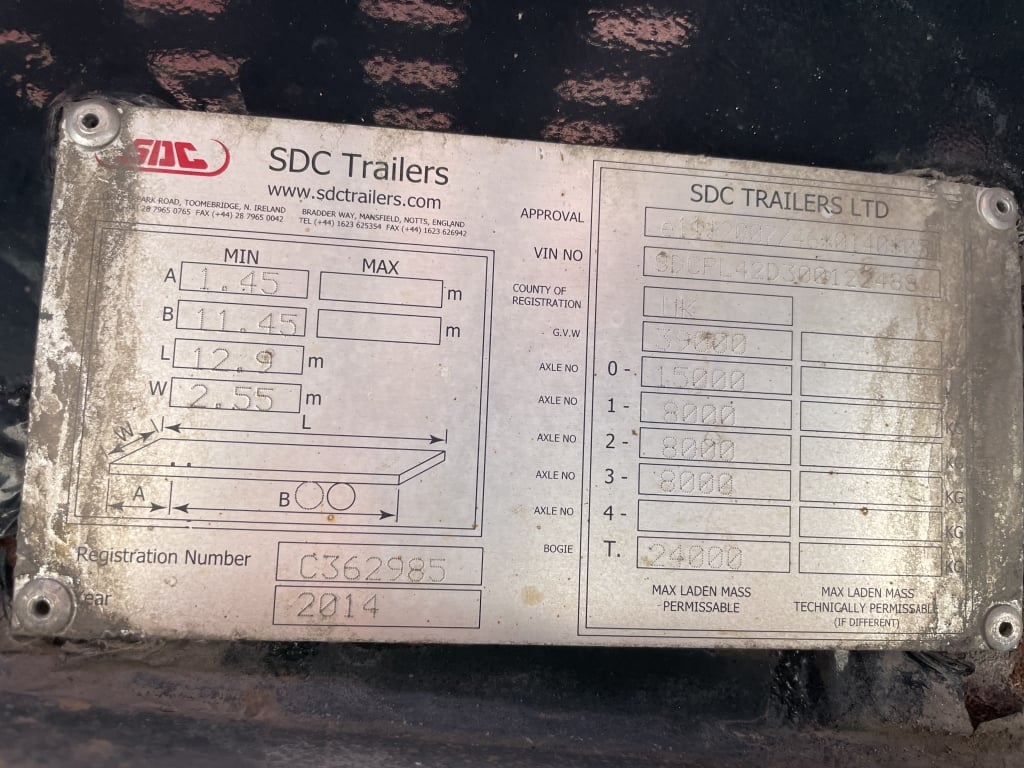 SDC
SDC Trailers
www.sdctrailers.com
PARK ROAD, TOOMEBRIDGE, N. IRELAND
28 7965 0765 FAX (+44) 28 7965 0042
BRADDER WAY, MANSFIELD, NOTTS, ENGLAND
TEL (+44) 1623 625354 FAX (+44) 1623 626942
MIN MAX
A 1.45 m
B 11.45 m
L 12.9 m
W 2.55 m
L
W
A
B
Registration Number C362985
2014
SDC TRAILERS LTD
APPROVAL
VIN NO
COUNTY OF
REGISTRATION UK
G.V.W 39000
AXLE NO 0- 15000
AXLE NO 1- 8000 KG
AXLE NO 2- 8000 KG
AXLE NO 3- 8000 KG
AXLE NO 4- KG
BOGIE T. 24000 KG
MAX LADEN MASS
PERMISSABLE
MAX LADEN MASS
TECHNICALLY PERMISSABLE
(IF DIFFERENT)